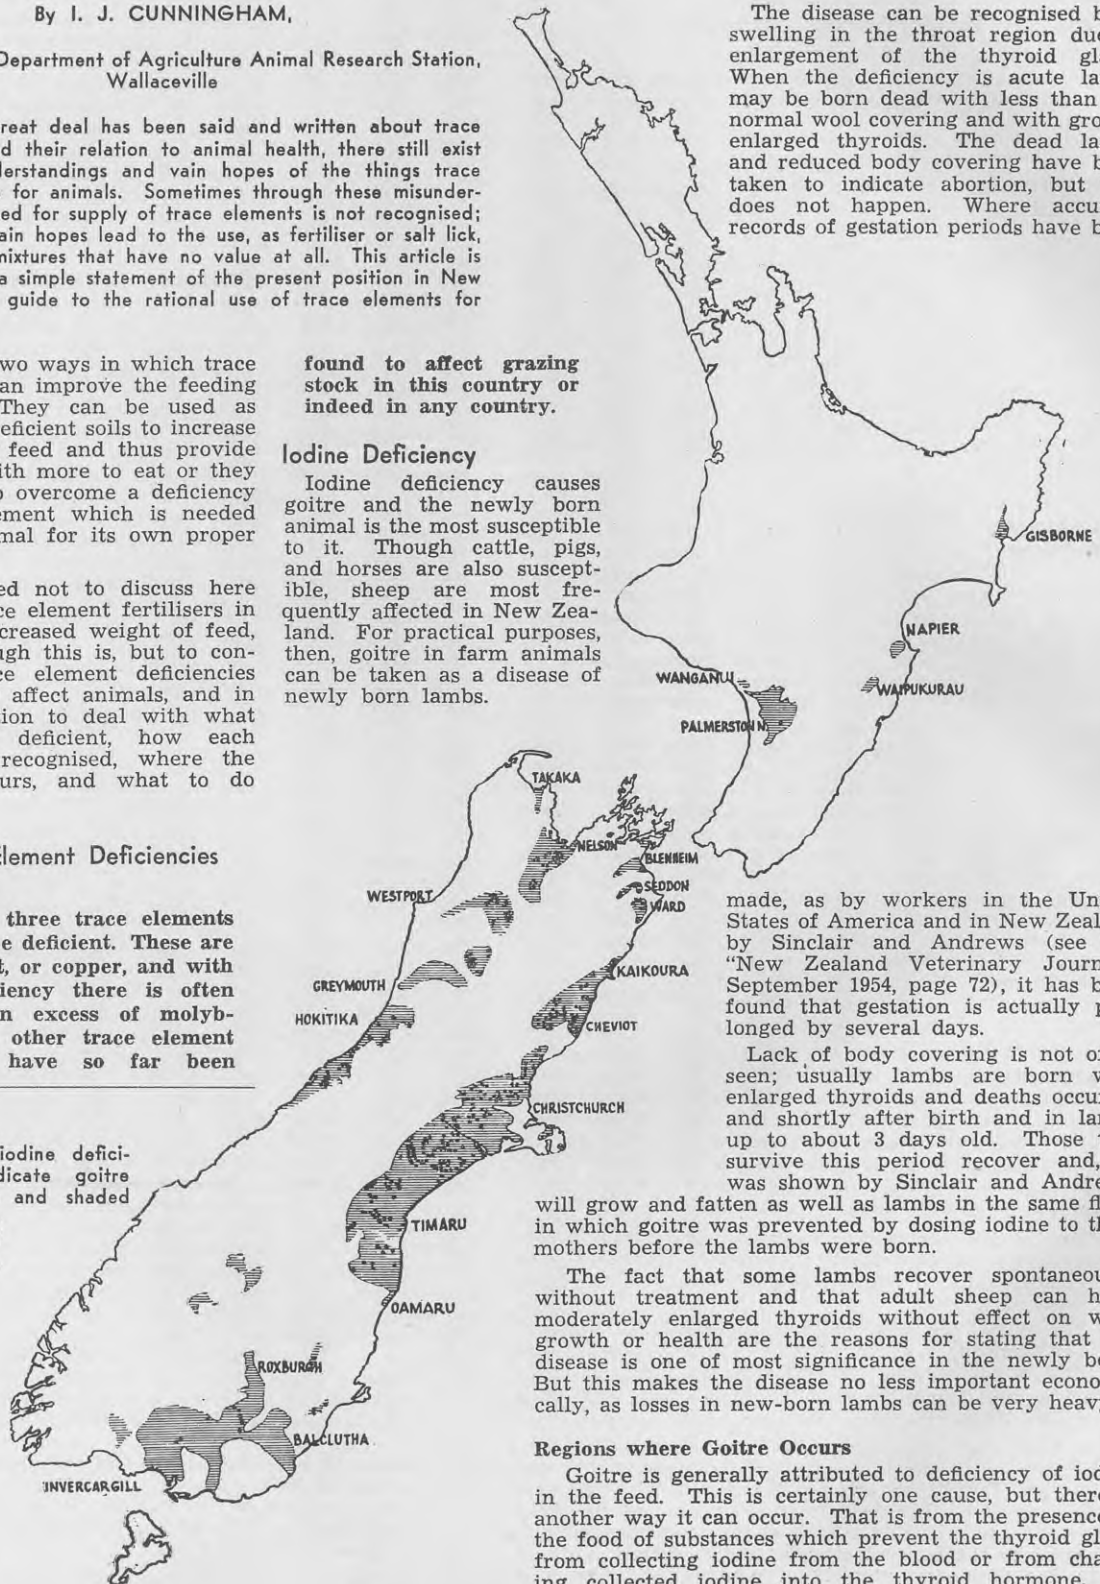 By I. J. CUNNINGHAM,
Department of Agriculture Animal Research Station,
Wallaceville
reat deal has been said and written about trace
d their relation to animal health, there still exist
lerstandings and vain hopes of the things trace
for animals. Sometimes through these misunder-
ed for supply of trace elements is not recognised;
ain hopes lead to the use, as fertiliser or salt lick,
mixtures that have no value at all. This article is
a simple statement of the present position in New
guide to the rational use of trace elements for
wo ways in which trace
an improve the feeding
They can be used as
eficient soils to increase
feed and thus provide
ith more to eat or they
o overcome a deficiency
ement which is needed
mal for its own proper
ed not to discuss here
ce element fertilisers in
creased weight of feed,
ugh this is, but to con-
ce element deficiencies
affect animals, and in
tion to deal with what
deficient, how each
recognised, where the
urs, and what to do
Element Deficiencies
three trace elements
e deficient. These are
t, or copper, and with
iency there is often
n excess of molyb-
other trace element
have so far been
iodine defici-
dicate goitre
and shaded
found to affect grazing
stock in this country or
indeed in any country.
Iodine Deficiency
Iodine deficiency causes
goitre and the newly born
animal is the most susceptible
to it. Though cattle, pigs,
and horses are also suscept-
ible, sheep are most fre-
quently affected in New Zea-
land. For practical purposes,
then, goitre in farm animals
can be taken as a disease of
newly born lambs.
The disease can be recognised b
swelling in the throat region due
enlargement of the thyroid gl
When the deficiency is acute la
may be born dead with less than
normal wool covering and with gro
enlarged thyroids. The dead la
and reduced body covering have b
taken to indicate abortion, but
does not happen. Where accu
records of gestation periods have b
GISBORNE
NAPIER
WANGANUI
WAIPUKURAU
PALMERSTON N.
TAKAKA
NELSON
BLENHEIM
SEDDON
WARD
WESTPORT
KAIKOURA
GREYMOUTH
HOKITIKA
CHEVIOT
CHRISTCHURCH
TIMARU
OAMARU
ROXBURGH
BALCLUTHA
INVERCARGILL
made, as by workers in the Un
States of America and in New Zeal
by Sinclair and Andrews (see
"New Zealand Veterinary Journ
September 1954, page 72), it has b
found that gestation is actually p
longed by several days.
Lack of body covering is not o
seen; usually lambs are born w
enlarged thyroids and deaths occu
and shortly after birth and in la
up to about 3 days old. Those
survive this period recover and,
was shown by Sinclair and Andre
will grow and fatten as well as lambs in the same fl
in which goitre was prevented by dosing iodine to th
mothers before the lambs were born.
The fact that some lambs recover spontaneou
without treatment and that adult sheep can h
moderately enlarged thyroids without effect on w
growth or health are the reasons for stating that
disease is one of most significance in the newly bo
But this makes the disease no less important econo
cally, as losses in new-born lambs can be very heavy
Regions where Goitre Occurs
Goitre is generally attributed to deficiency of iod
in the feed. This is certainly one cause, but there
another way it can occur. That is from the presence
the food of substances which prevent the thyroid gl
from collecting iodine from the blood or from cha
ing collected iodine into the thyroid hormone.